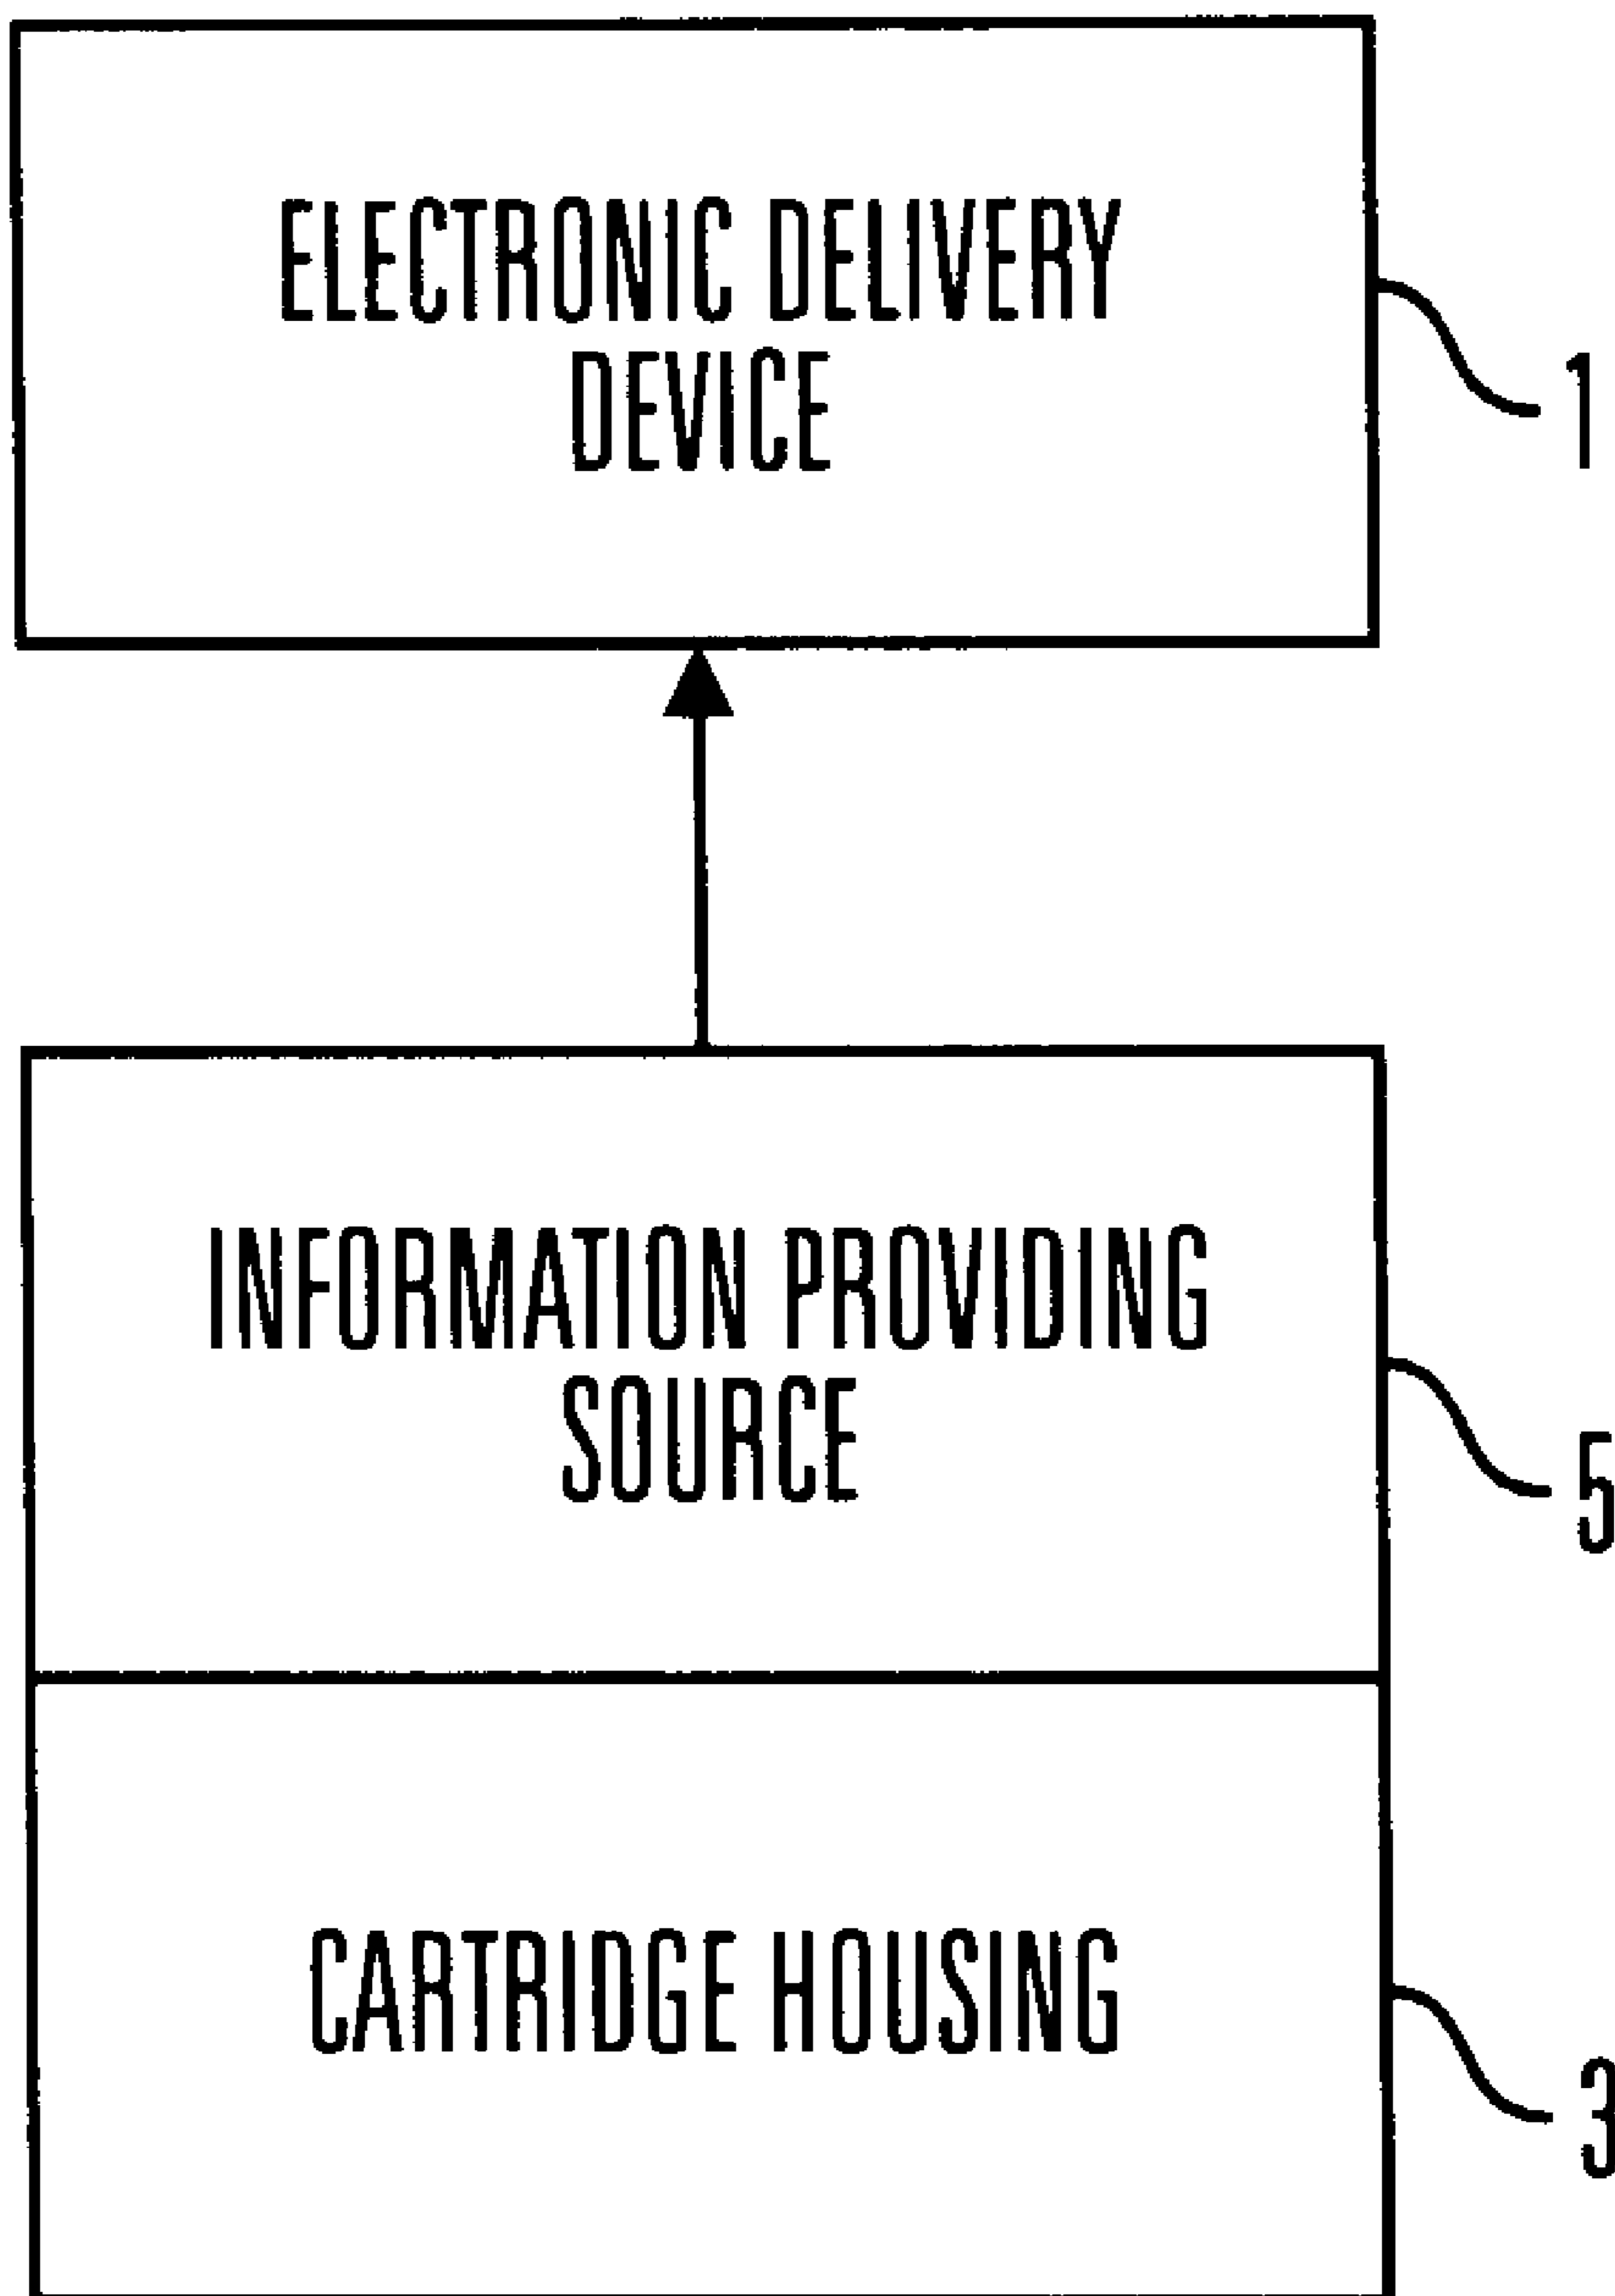 ELECTRONIC DELIVERY
DEVICE
1
INFORMATION PROVIDING
SOURCE
5
CARTRIDGE HOUSING
3